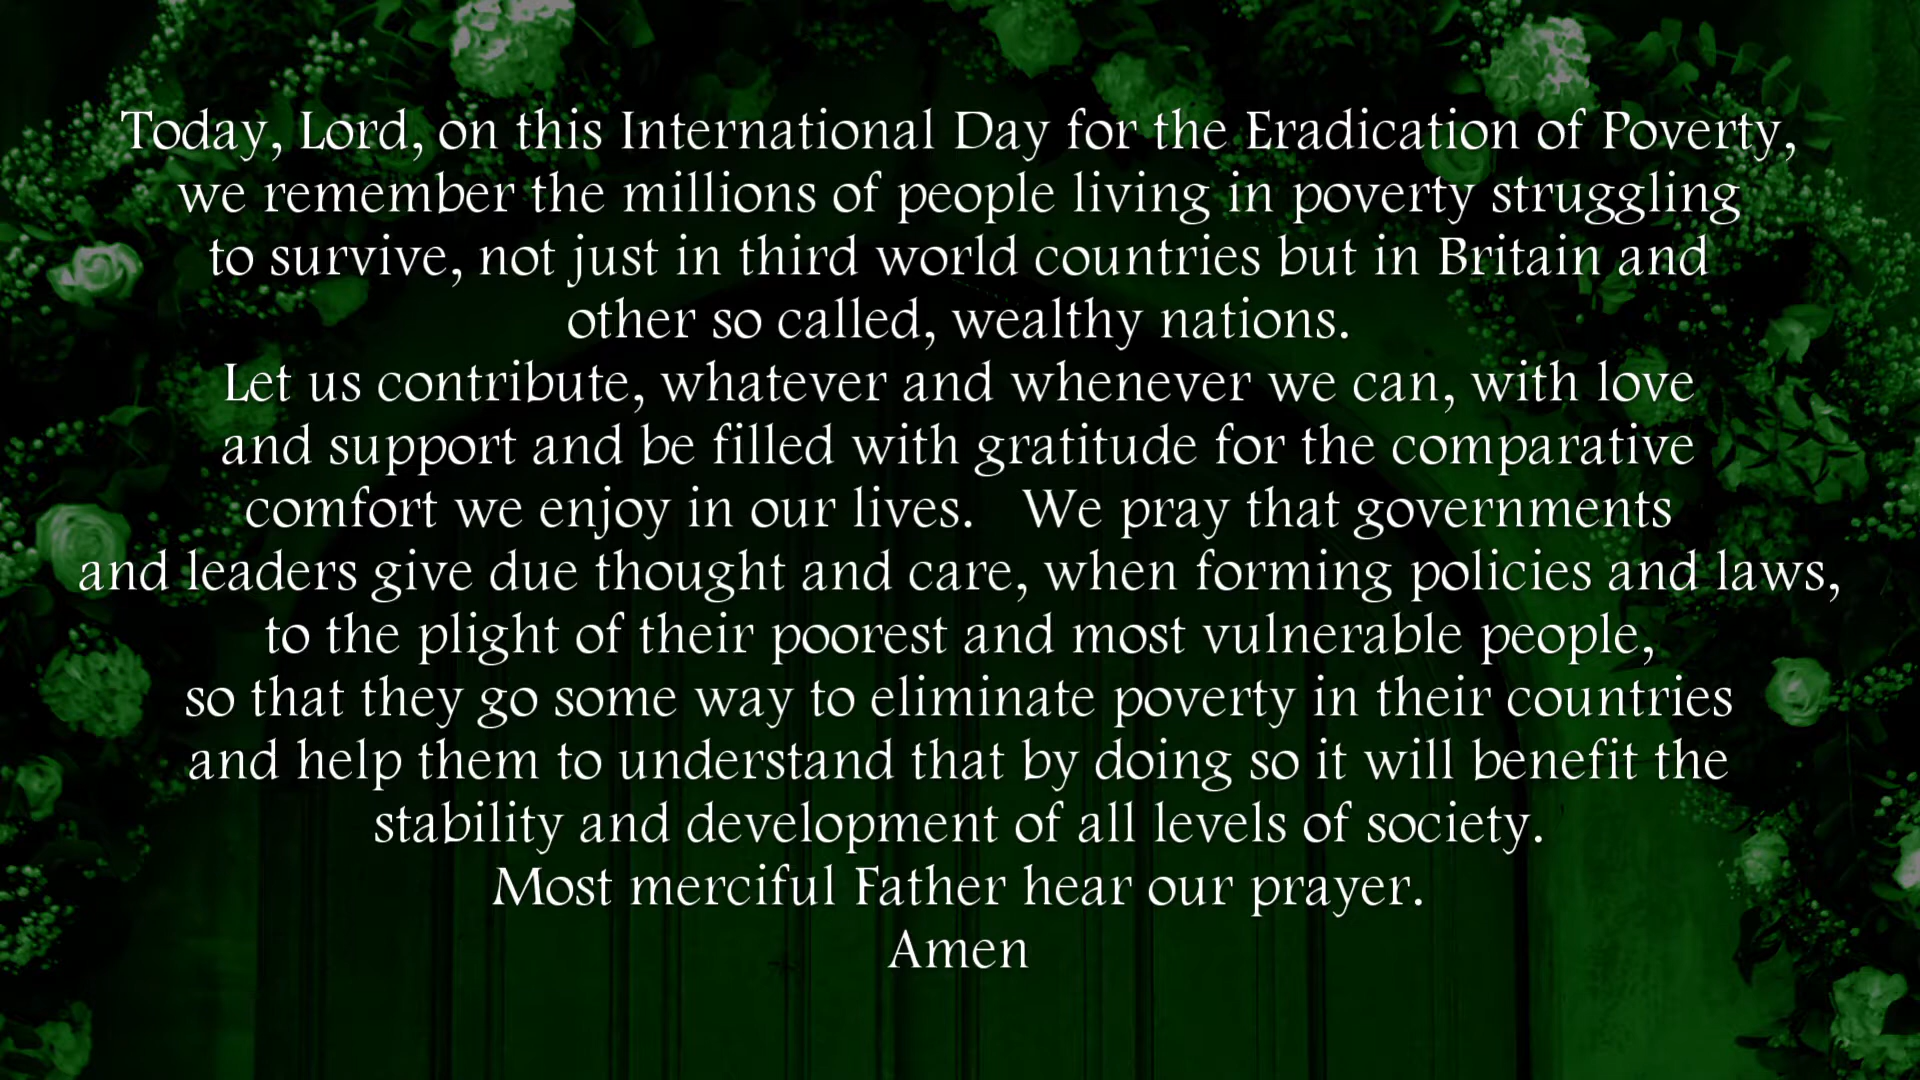 Today, Lord, on this International Day for the Eradication of Poverty,
we remember the millions of people living in poverty struggling
to survive, not just in third world countries but in Britain and
other so called, wealthy nations.
Let us contribute, whatever and whenever we can, with love
and support and be filled with gratitude for the comparative
comfort we enjoy in our lives.   We pray that governments
and leaders give due thought and care, when forming policies and laws,
to the plight of their poorest and most vulnerable people,
so that they go some way to eliminate poverty in their countries
and help them to understand that by doing so it will benefit the
stability and development of all levels of society.
Most merciful Father hear our prayer.
Amen